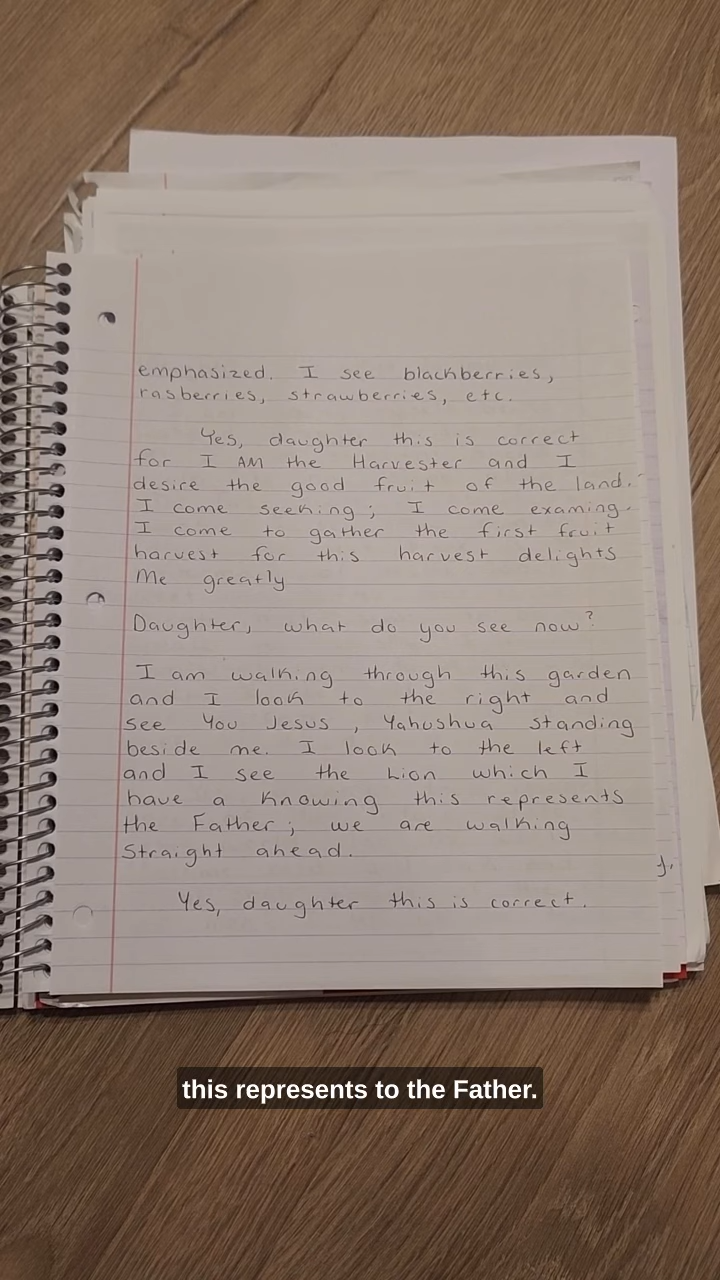 emphasized. I see blackberries,
rasberries, strawberries, etc.
Yes, daughter this is correct
for I AM the Harvester and I
desire the good fruit of the land.
I come seeking; I come examing.
I come to gather the first fruit
harvest for this harvest delights
Me greatly
Daughter, what do you see now?
I am walking through this garden
and I look to the right and
see You Jesus, Yahushua standing
beside me. I look to the left
and I see the Lion which I
have a knowing this represents
the Father; we are walking
straight ahead.
Yes, daughter this is correct.
this represents to the Father.